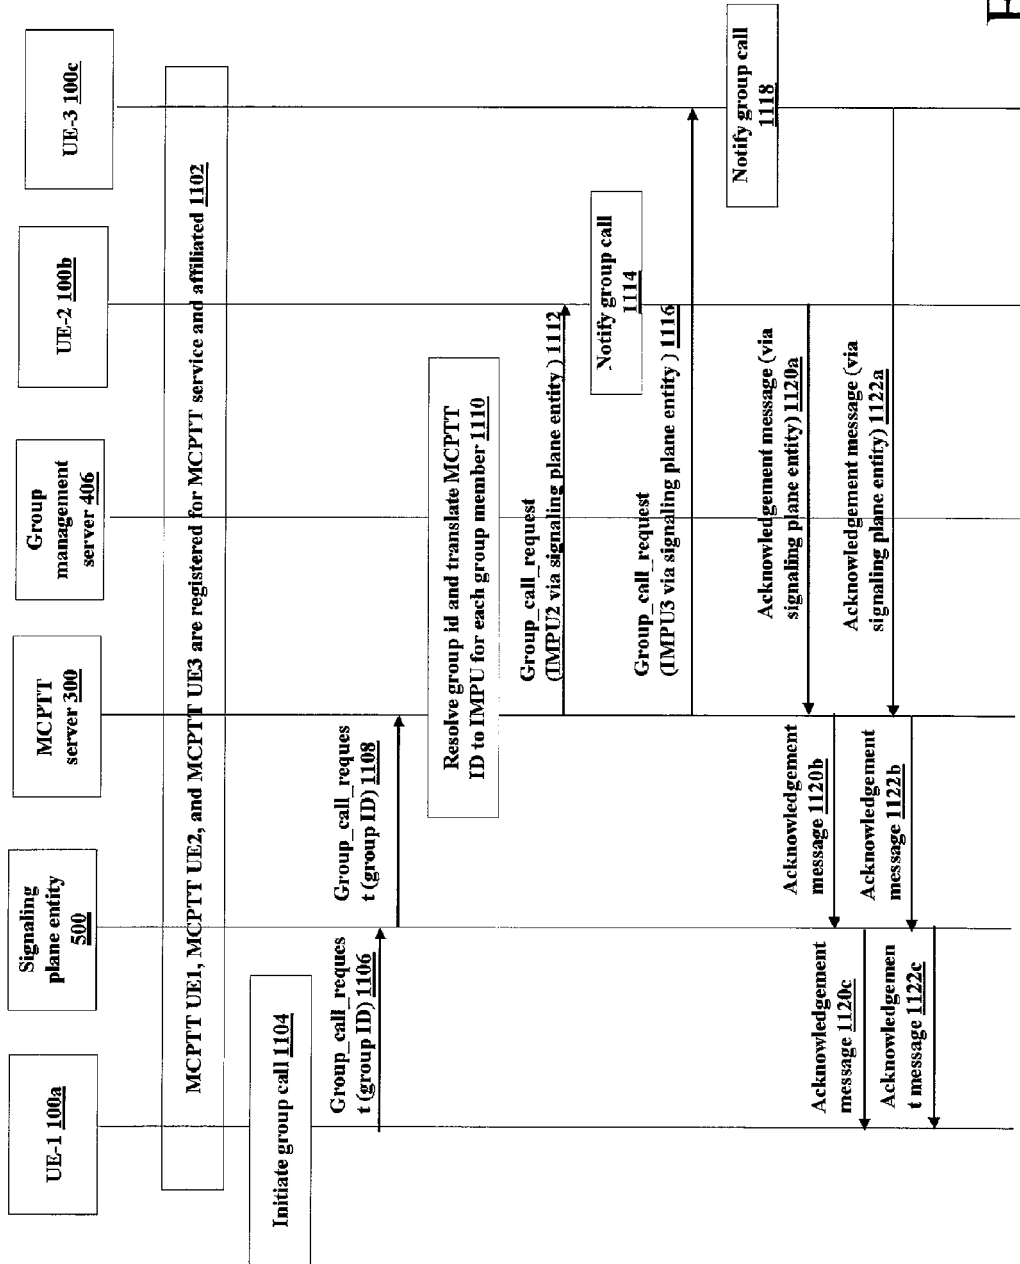 UE-1 100a
Signaling
plane entity
500
MCPTT
server 300
Group
management
server 406
UE-2 100b
UE-3 100c
MCPTT UE1, MCPTT UE2, and MCPTT UE3 are registered for MCPTT service and affiliated 1102
Initiate group call 1104
Group_call_reques
t (group ID) 1106
Group_call_reques
t (group ID) 1108
Resolve group id and translate MCPTT
ID to IMPU for each group member 1110
Group_call_request
(IMPU2 via signaling plane entity ) 1112
Notify group call
1114
Group_call_request
(IMPU3 via signaling plane entity ) 1116
Notify group call
1118
Acknowledgement message (via
signaling plane entity) 1120a
Acknowledgement
message 1120b
Acknowledgement
message 1120c
Acknowledgement message (via
signaling plane entity) 1122a
Acknowledgement
message 1122b
Acknowledgemen
t message 1122c